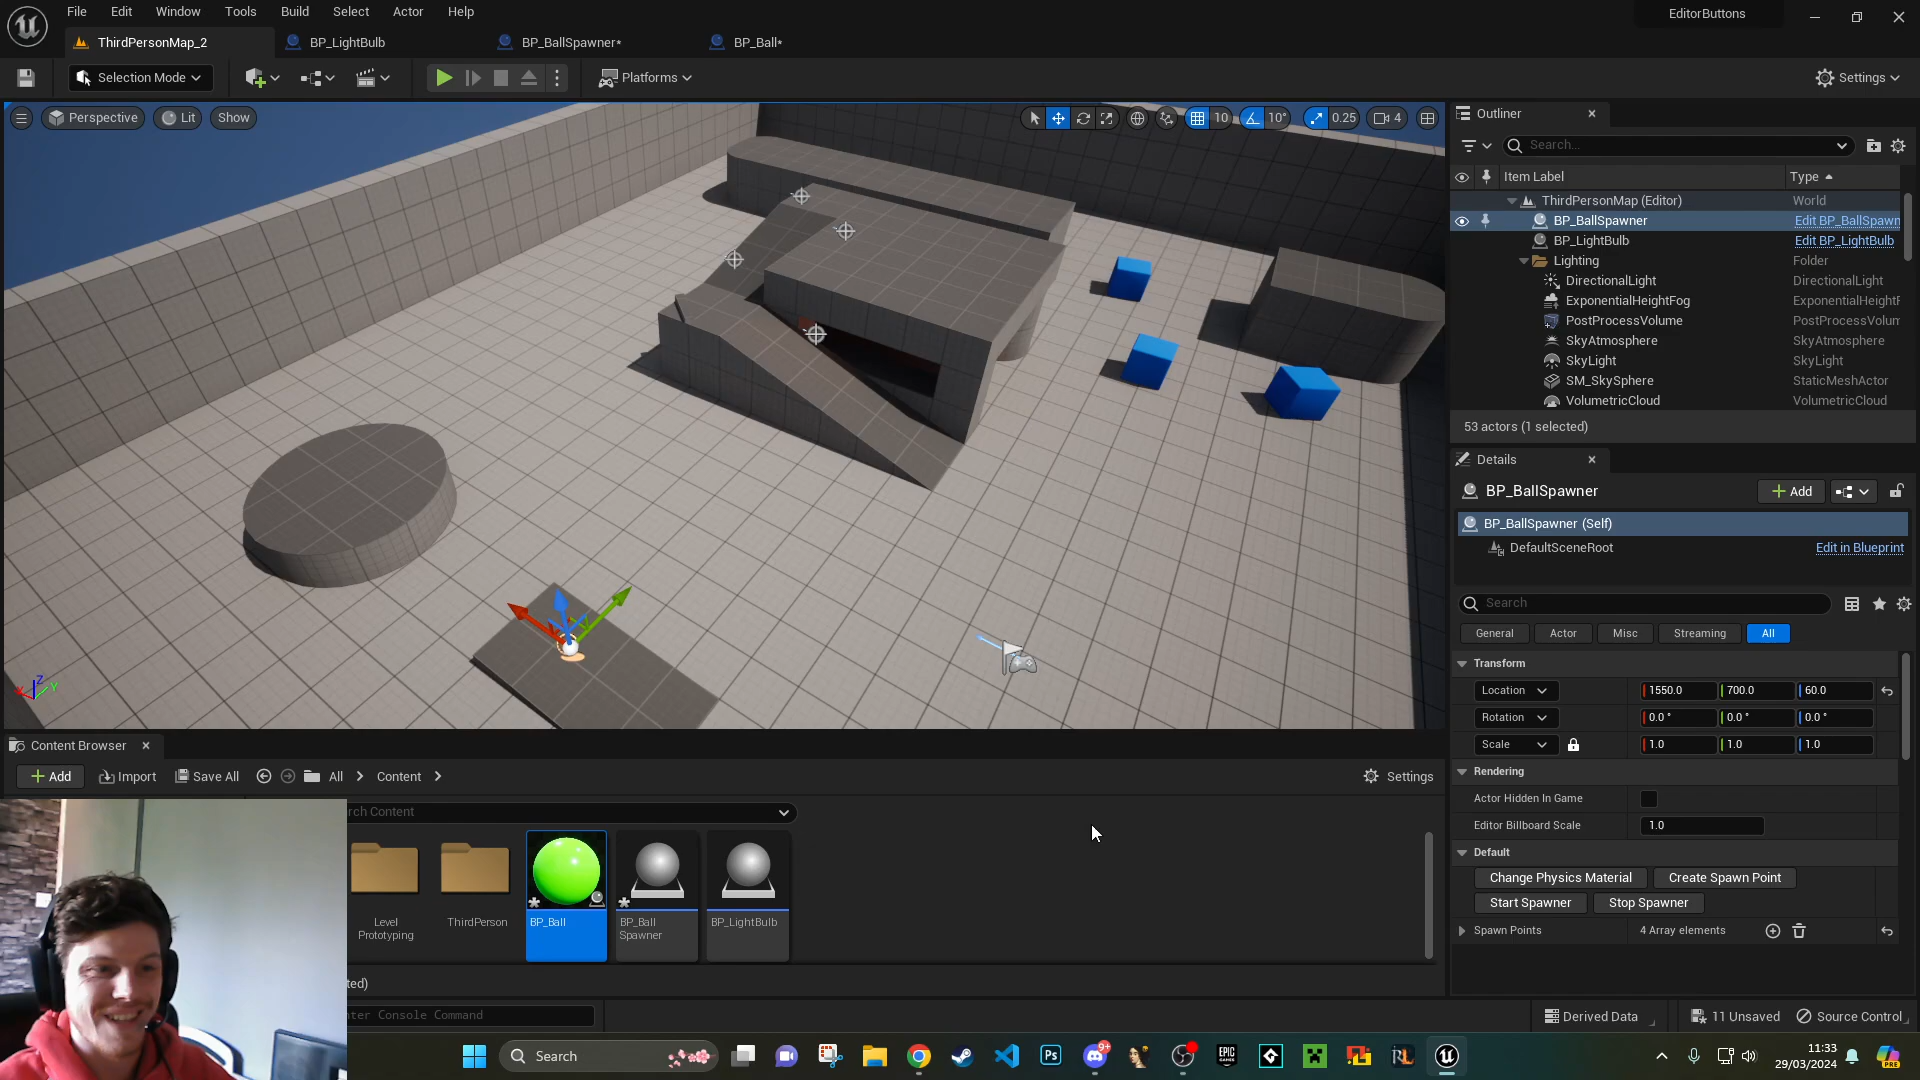 File Edit Window Tools Build Select Actor Help
EditorButtons
ThirdPersonMap_2
BP_LightBulb
BP_BallSpawner*
BP_Ball*
Selection Mode
Platforms
Settings
Perspective
Lit
Show
10
10°
0.25
4
Outliner
Search...
Item Label
Type
ThirdPersonMap (Editor) World
BP_BallSpawner Edit BP_BallSpawn
BP_LightBulb Edit BP_LightBulb
Lighting Folder
DirectionalLight DirectionalLight
ExponentialHeightFog ExponentialHeightF
PostProcessVolume PostProcessVolum
SkyAtmosphere SkyAtmosphere
SkyLight SkyLight
SM_SkySphere StaticMeshActor
VolumetricCloud VolumetricCloud
53 actors (1 selected)
Details
BP_BallSpawner
Add
BP_BallSpawner (Self)
DefaultSceneRoot Edit in Blueprint
Search
General Actor Misc Streaming All
Transform
Location 1550.0 700.0 60.0
Rotation 0.0 ° 0.0 ° 0.0 °
Scale 1.0 1.0 1.0
Rendering
Actor Hidden In Game
Editor Billboard Scale 1.0
Default
Change Physics Material Create Spawn Point
Start Spawner Stop Spawner
Spawn Points 4 Array elements
X Z Y
Content Browser
Add Import Save All All Content Settings
rch Content
Level
Prototyping
ThirdPerson
BP_Ball
BP_Ball
Spawner
BP_LightBulb
ted)
nter Console Command
Derived Data
11 Unsaved
Source Control
Search
Ps
9+
EPIC
GAMES
RL
11:33
29/03/2024
PRE